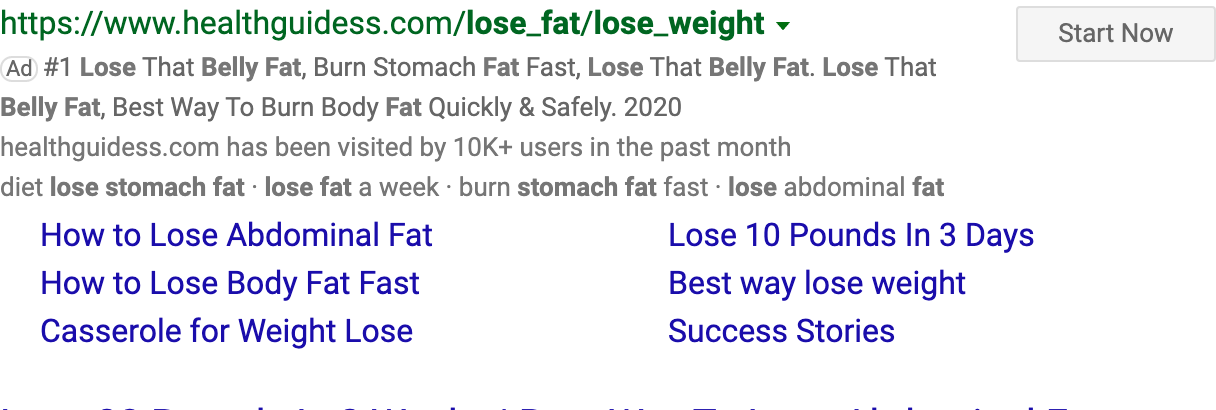 https://www.healthguidess.com/lose_fat/lose_weight
Start Now
Ad #1 Lose That Belly Fat, Burn Stomach Fat Fast, Lose That Belly Fat. Lose That
Belly Fat, Best Way To Burn Body Fat Quickly & Safely. 2020
healthguidess.com has been visited by 10K+ users in the past month
diet lose stomach fat · lose fat a week · burn stomach fat fast · lose abdominal fat
How to Lose Abdominal Fat
Lose 10 Pounds In 3 Days
How to Lose Body Fat Fast
Best way lose weight
Casserole for Weight Lose
Success Stories